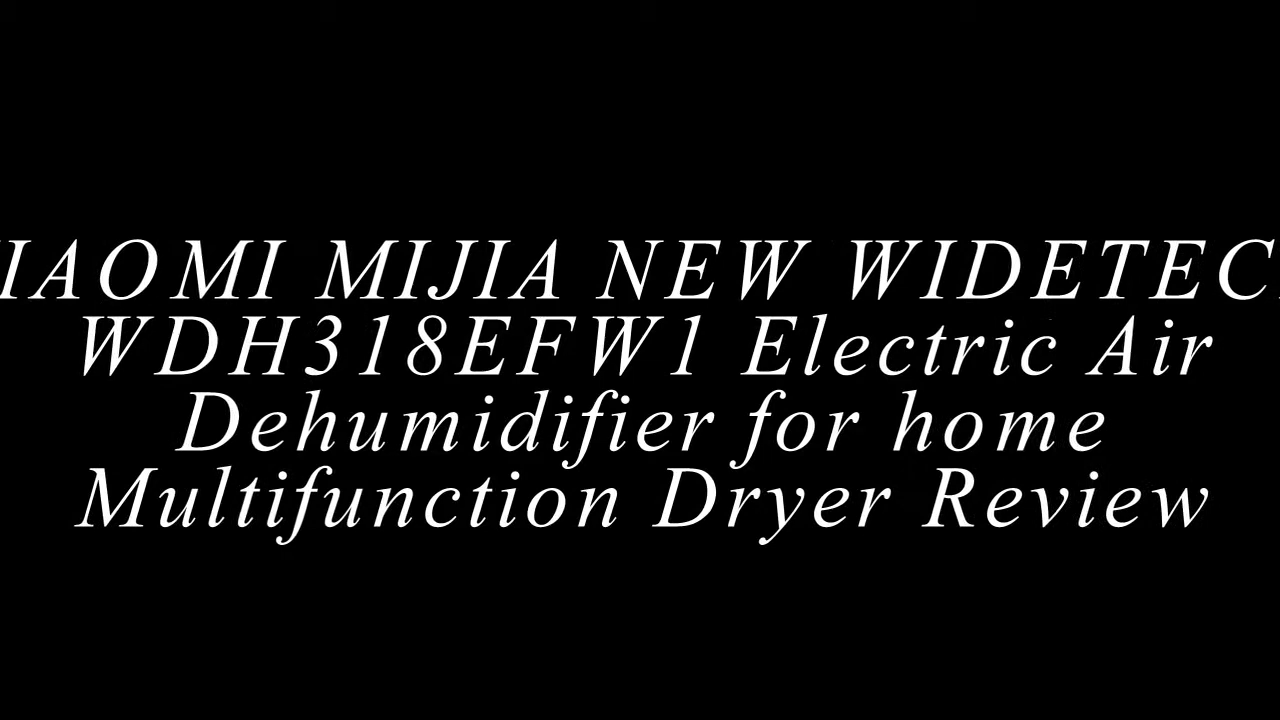 IAOMI MIJIA NEW WIDETEC
WDH318EFW1 Electric Air
Dehumidifier for home
Multifunction Dryer Review